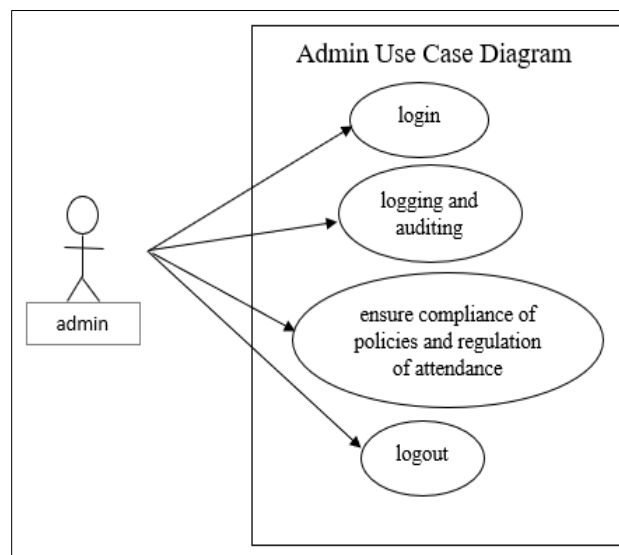 Admin Use Case Diagram
login
logging and
auditing
admin
ensure compliance of
policies and regulation
of attendance
logout